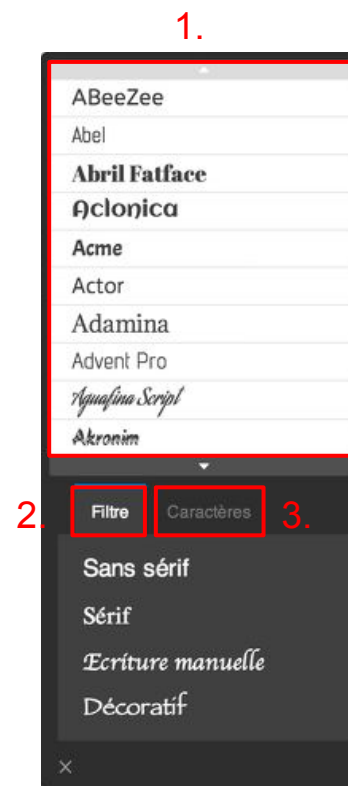 1.
ABeeZee
Abel
Abril Fatface
Aclonica
Acme
Actor
Adamina
Advent Pro
Aguafina Script
Akronim
2. Filtre Caractères 3.
Sans sérif
Sérif
Ecriture manuelle
Décoratif
×